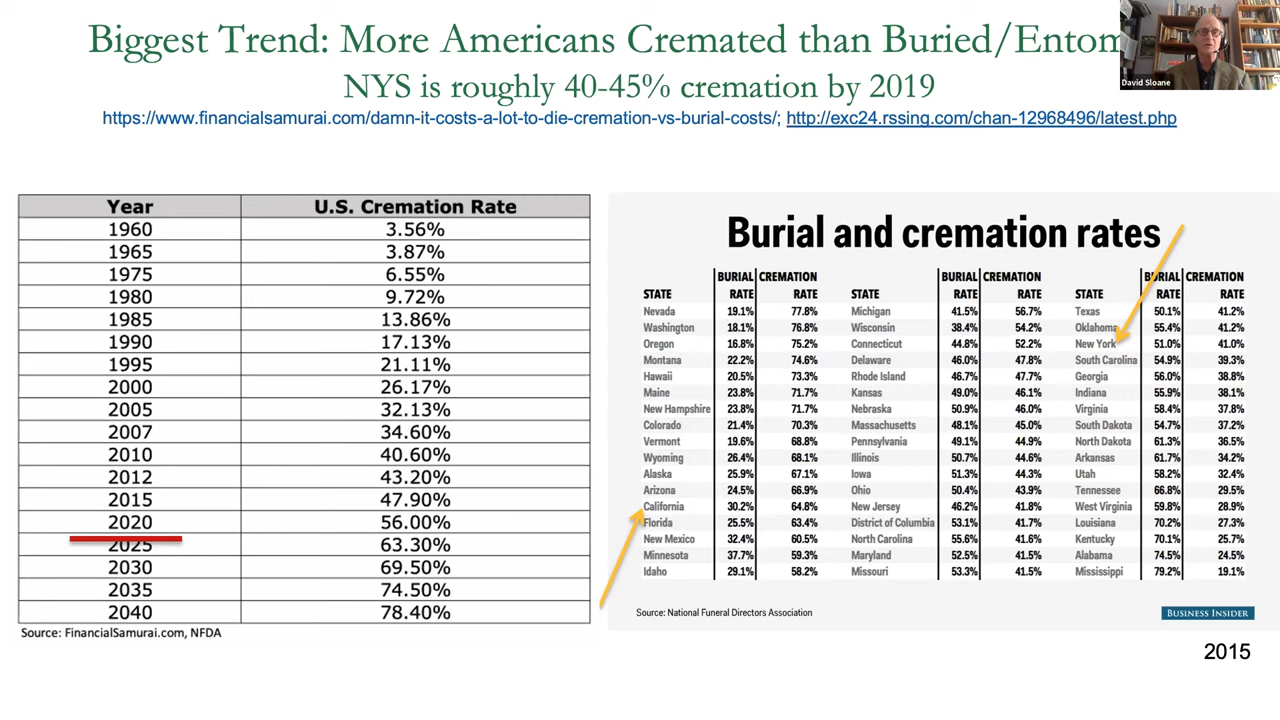 Biggest Trend: More Americans Cremated than Buried/Entom
NYS is roughly 40-45% cremation by 2019
https://www.financialsamurai.com/damn-it-costs-a-lot-to-die-cremation-vs-burial-costs/; http://exc24.rssing.com/chan-12968496/latest.php
David Sloane
Year U.S. Cremation Rate
1960 3.56%
1965 3.87%
1975 6.55%
1980 9.72%
1985 13.86%
1990 17.13%
1995 21.11%
2000 26.17%
2005 32.13%
2007 34.60%
2010 40.60%
2012 43.20%
2015 47.90%
2020 56.00%
2025 63.30%
2030 69.50%
2035 74.50%
2040 78.40%
Source: FinancialSamurai.com, NFDA
Burial and cremation rates
BURIAL CREMATION BURIAL CREMATION BURIAL CREMATION
STATE RATE RATE STATE RATE RATE STATE RATE RATE
Nevada 19.1% 77.8% Michigan 41.5% 56.7% Texas 50.1% 41.2%
Washington 18.1% 76.8% Wisconsin 38.4% 54.2% Oklahoma 55.4% 41.2%
Oregon 16.8% 75.2% Connecticut 44.8% 52.2% New York 51.0% 41.0%
Montana 22.2% 74.6% Delaware 46.0% 47.8% South Carolina 54.9% 39.3%
Hawaii 20.5% 73.3% Rhode Island 46.7% 47.7% Georgia 56.0% 38.8%
Maine 23.8% 71.7% Kansas 49.0% 46.1% Indiana 55.9% 38.1%
New Hampshire 23.8% 71.7% Nebraska 50.9% 46.0% Virginia 58.4% 37.8%
Colorado 21.4% 70.3% Massachusetts 48.1% 45.0% South Dakota 54.7% 37.2%
Vermont 19.6% 68.8% Pennsylvania 49.1% 44.9% North Dakota 61.3% 36.5%
Wyoming 26.4% 68.1% Illinois 50.7% 44.6% Arkansas 61.7% 34.2%
Alaska 25.9% 67.1% Iowa 51.3% 44.3% Utah 58.2% 32.4%
Arizona 24.5% 66.9% Ohio 50.4% 43.9% Tennessee 66.8% 29.5%
California 30.2% 64.8% New Jersey 46.2% 41.8% West Virginia 59.8% 28.9%
Florida 25.5% 63.4% District of Columbia 53.1% 41.7% Louisiana 70.2% 27.3%
New Mexico 32.4% 60.5% North Carolina 55.6% 41.6% Kentucky 70.1% 25.7%
Minnesota 37.7% 59.3% Maryland 52.5% 41.5% Alabama 74.5% 24.5%
Idaho 29.1% 58.2% Missouri 53.3% 41.5% Mississippi 79.2% 19.1%
Source: National Funeral Directors Association
BUSINESS INSIDER
2015